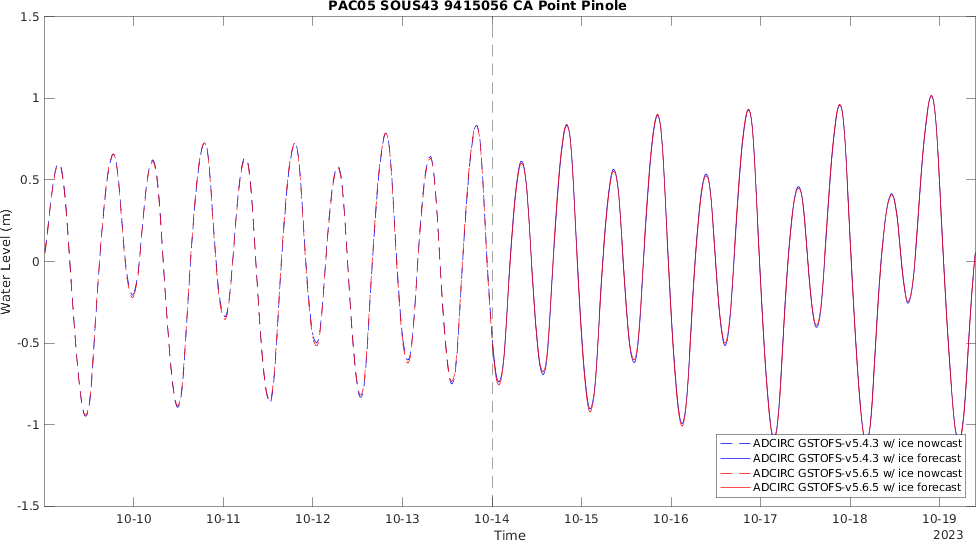 PAC05 SOUS43 9415056 CA Point Pinole
1.5
1
0.5
0
-0.5
-1
-1.5
Water Level (m)
10-10 10-11 10-12 10-13 10-14 10-15 10-16 10-17 10-18 10-19
Time
2023
ADCIRC GSTOFS-v5.4.3 w/ ice nowcast
ADCIRC GSTOFS-v5.4.3 w/ ice forecast
ADCIRC GSTOFS-v5.6.5 w/ ice nowcast
ADCIRC GSTOFS-v5.6.5 w/ ice forecast